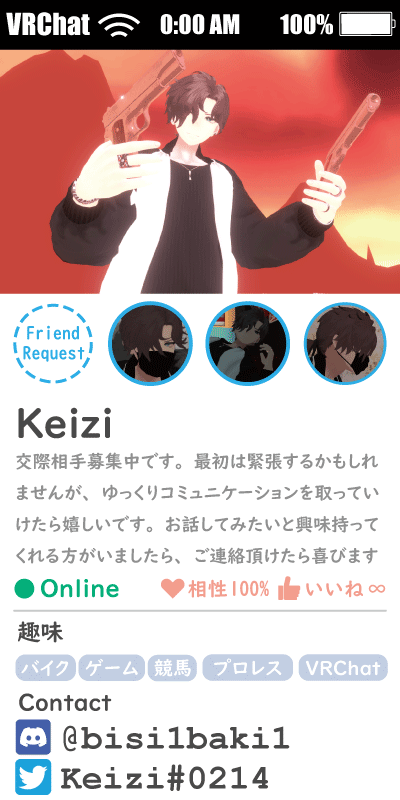 VRChat 0:00 AM 100%
Friend
Request
Keizi
交際相手募集中です。最初は緊張するかもしれ
ませんが、ゆっくりコミュニケーションを取ってい
けたら嬉しいです。お話してみたいと興味持って
くれる方がいましたら、ご連絡頂けたら喜びます
Online 相性100% いいね∞
趣味
バイク ゲーム 競馬 プロレス VRChat
Contact
@bisi1baki1
Keizi#0214